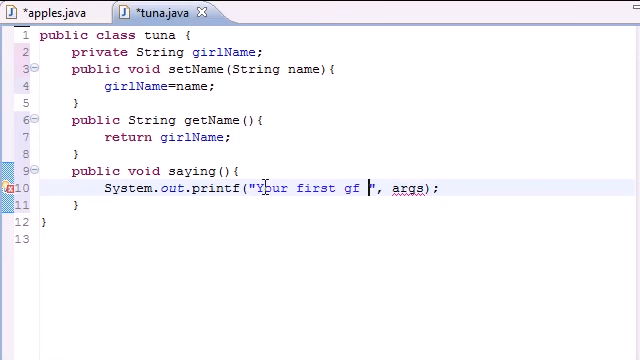 *apples.java *tuna.java
1 public class tuna {
2 private String girlName;
3 public void setName(String name){
4 girlName=name;
5 }
6 public String getName(){
7 return girlName;
8 }
9 public void saying(){
10 System.out.printf("Your first gf ", args);
11 }
12 }
13